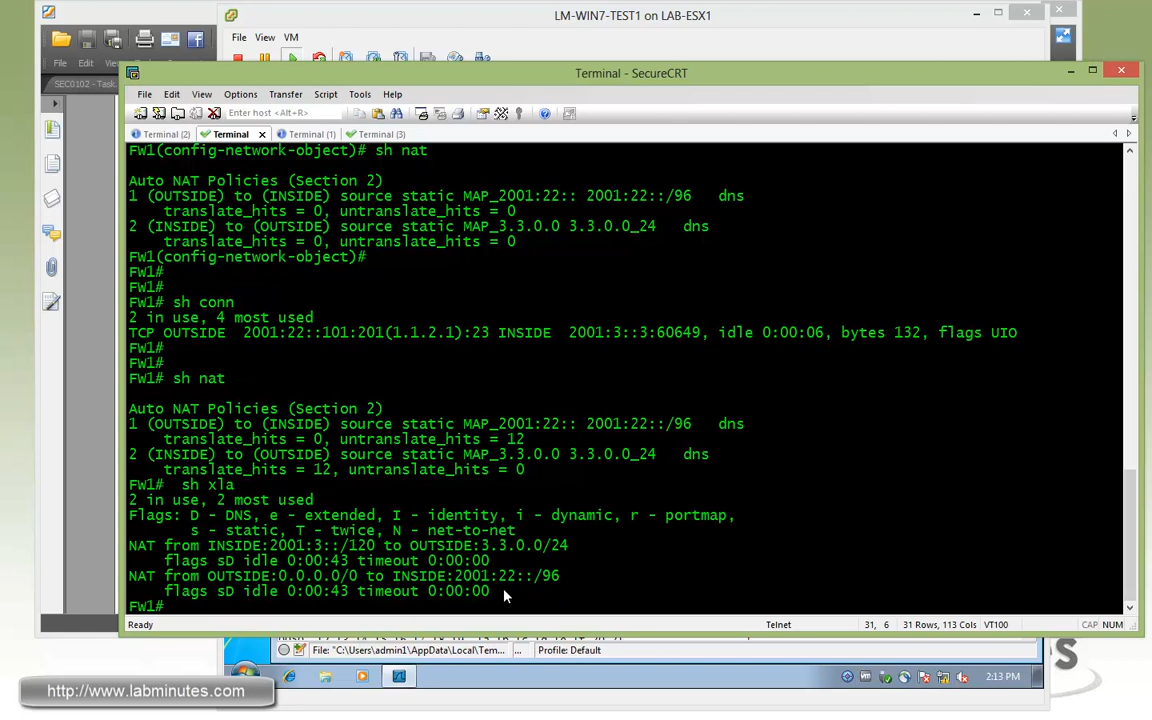 LM-WIN7-TEST1 on LAB-ESX1
File View VM
File Edit
SEC0102 - Task
Terminal - SecureCRT
File Edit View Options Transfer Script Tools Help
Enter host <Alt+R>
Terminal (2) Terminal Terminal (1) Terminal (3)
FW1(config-network-object)# sh nat
Auto NAT Policies (Section 2)
1 (OUTSIDE) to (INSIDE) source static MAP_2001:22:: 2001:22::/96 dns
translate_hits = 0, untranslate_hits = 0
2 (INSIDE) to (OUTSIDE) source static MAP_3.3.0.0 3.3.0.0_24 dns
translate_hits = 0, untranslate_hits = 0
FW1(config-network-object)#
FW1#
FW1#
FW1# sh conn
2 in use, 4 most used
TCP OUTSIDE 2001:22::101:201(1.1.2.1):23 INSIDE 2001:3::3:60649, idle 0:00:06, bytes 132, flags UIO
FW1#
FW1#
FW1# sh nat
Auto NAT Policies (Section 2)
1 (OUTSIDE) to (INSIDE) source static MAP_2001:22:: 2001:22::/96 dns
translate_hits = 0, untranslate_hits = 12
2 (INSIDE) to (OUTSIDE) source static MAP_3.3.0.0 3.3.0.0_24 dns
translate_hits = 12, untranslate_hits = 0
FW1# sh xla
2 in use, 2 most used
Flags: D - DNS, e - extended, I - identity, i - dynamic, r - portmap,
s - static, T - twice, N - net-to-net
NAT from INSIDE:2001:3::/120 to OUTSIDE:3.3.0.0/24
flags sD idle 0:00:43 timeout 0:00:00
NAT from OUTSIDE:0.0.0.0/0 to INSIDE:2001:22::/96
flags sD idle 0:00:43 timeout 0:00:00
FW1#
Ready Telnet 31, 6 31 Rows, 113 Cols VT100 CAP NUM
File: "C:\Users\admin1\AppData\Local\Tem... ... Profile: Default
2:13 PM
http://www.labminutes.com